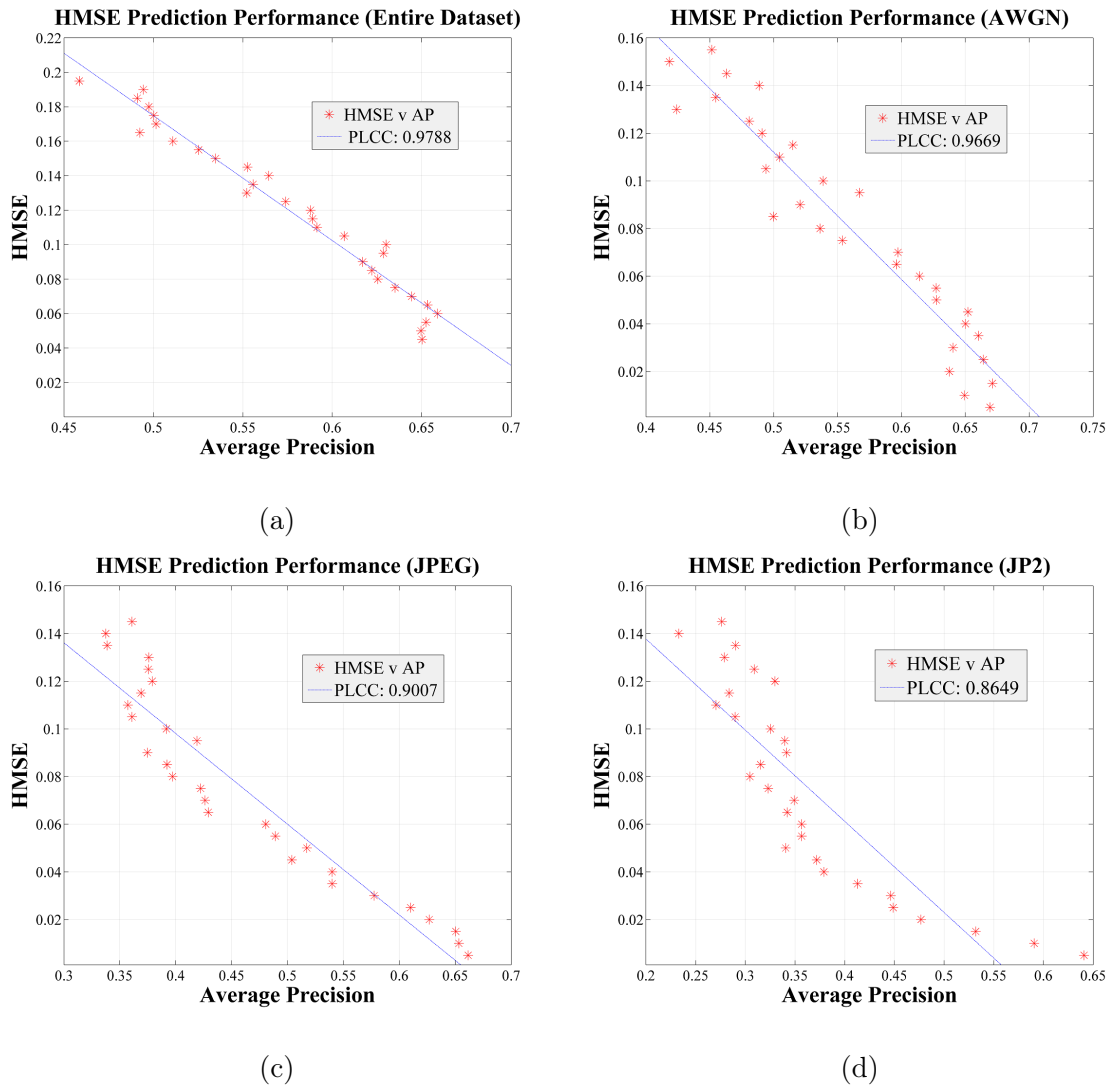 HMSE Prediction Performance (Entire Dataset)
0.22
0.2
0.18
0.16
0.14
0.12
0.1
0.08
0.06
0.04
0.02
HMSE
HMSE v AP
PLCC: 0.9788
0.45 0.5 0.55 0.6 0.65 0.7
Average Precision
(a)
HMSE Prediction Performance (AWGN)
0.16
0.14
0.12
0.1
0.08
0.06
0.04
0.02
HMSE
HMSE v AP
PLCC: 0.9669
0.4 0.45 0.5 0.55 0.6 0.65 0.7 0.75
Average Precision
(b)
HMSE Prediction Performance (JPEG)
0.16
0.14
0.12
0.1
0.08
0.06
0.04
0.02
HMSE
HMSE v AP
PLCC: 0.9007
0.3 0.35 0.4 0.45 0.5 0.55 0.6 0.65 0.7
Average Precision
(c)
HMSE Prediction Performance (JP2)
0.16
0.14
0.12
0.1
0.08
0.06
0.04
0.02
HMSE
HMSE v AP
PLCC: 0.8649
0.2 0.25 0.3 0.35 0.4 0.45 0.5 0.55 0.6 0.65
Average Precision
(d)